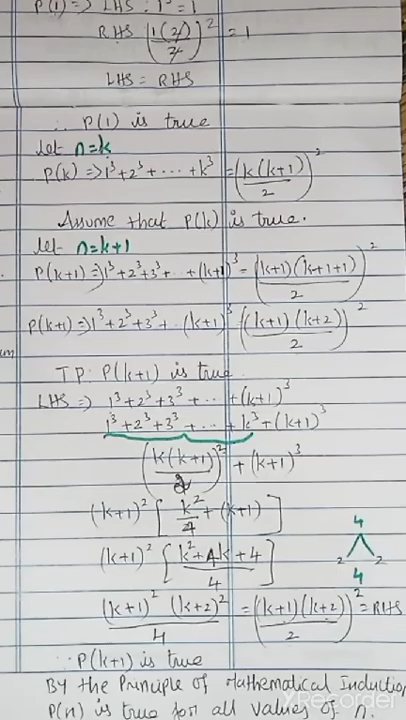 P(1) => LHS : 1³ = 1
RHS (1(2)/2)² = 1
LHS = RHS
∴ P(1) is true
let n=k
P(k) => 1³+2³+ ... +k³ = (k(k+1)/2)²
Assume that P(k) is true.
let n=k+1
P(k+1) => 1³+2³+3³+ .. +(k+1)³ = ((k+1)(k+1+1)/2)²
P(k+1) => 1³+2³+3³+ .. (k+1)³ = ((k+1)(k+2)/2)²
TP: P(k+1) is true
LHS => 1³+2³+3³+ .. +(k+1)³
1³+2³+3³+ .. +k³+(k+1)³
(k(k+1)/2)² + (k+1)³
(k+1)² [k²/4 + (k+1)]
(k+1)² [k²+4k+4/4]
4
2 2
4
(k+1)² (k+2)²/4 = ((k+1)(k+2)/2)² = RHS
∴ P(k+1) is true
By the Principle of Mathematical Induction
P(n) is true for all values of n.
XRecorder